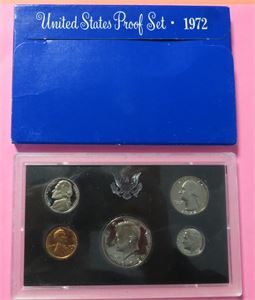 United States Proof Set · 1972